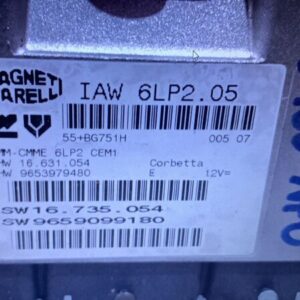 MAGNETI
MARELLI
IAW 6LP2.05
55+BG751H 005 07
MM-CMME 6LP2 CEM1
HW 16.631.054 Corbetta
HW 9653979480 E 12V=
SW16.735.054
SW9659099180